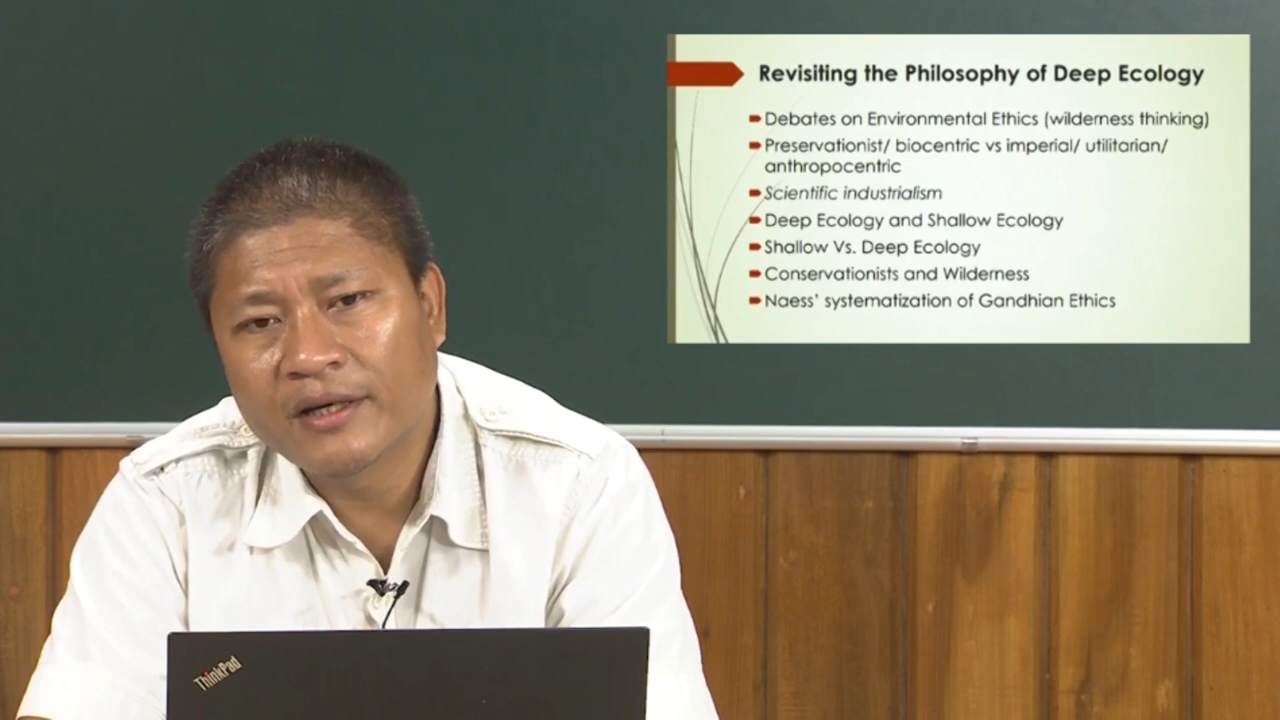 Revisiting the Philosophy of Deep Ecology
Debates on Environmental Ethics (wilderness thinking)
Preservationist/ biocentric vs imperial/ utilitarian/
anthropocentric
Scientific industrialism
Deep Ecology and Shallow Ecology
Shallow Vs. Deep Ecology
Conservationists and Wilderness
Naess’ systematization of Gandhian Ethics
ThinkPad